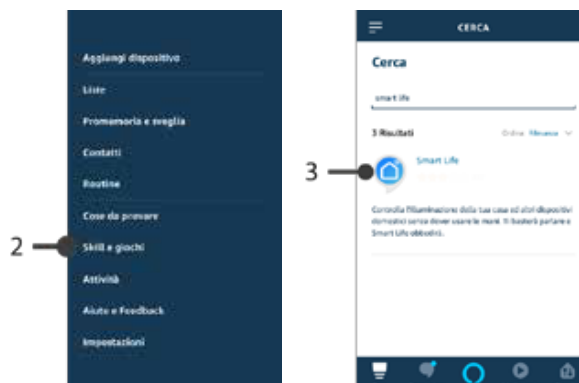 Aggiungi dispositivo
Liste
Promemoria e sveglia
Contatti
Routine
Cose da provare
2
Skill e giochi
Attività
Aiuto e Feedback
Impostazioni
CERCA
Cerca
smart life
3 Risultati
Ordina Rilevanza
3
Smart Life
Controlla l'illuminazione della tua casa ed altri dispositivi
domestici senza dover usare le mani. Ti basterà parlare e
Smart Life obbedirà.